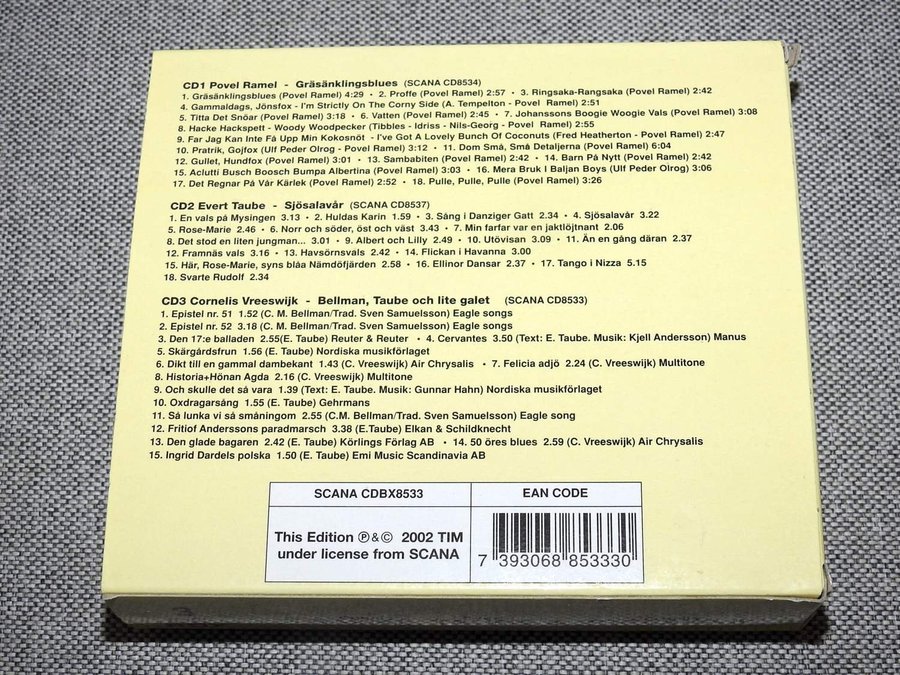 CD1 Povel Ramel - Gräsänklingsblues (SCANA CD8534)
1. Gräsänklingsblues (Povel Ramel) 4:29 • 2. Proffe (Povel Ramel) 2:57 • 3. Ringsaka-Rangsaka (Povel Ramel) 2:42
4. Gammaldags, Jönsfox - I'm Strictly On The Corny Side (A. Tempelton - Povel Ramel) 2:51
5. Titta Det Snöar (Povel Ramel) 3:18 • 6. Vatten (Povel Ramel) 2:45 • 7. Johanssons Boogie Woogie Vals (Povel Ramel) 3:08
8. Hacke Hackspett - Woody Woodpecker (Tibbles - Idriss - Nils-Georg - Povel Ramel) 2:55
9. Far Jag Kan Inte Få Upp Min Kokosnöt - I've Got A Lovely Bunch Of Coconuts (Fred Heatherton - Povel Ramel) 2:47
10. Pratrik, Gojfox (Ulf Peder Olrog - Povel Ramel) 3:12 • 11. Dom Små, Små Detaljerna (Povel Ramel) 6:04
12. Gullet, Hundfox (Povel Ramel) 3:01 • 13. Sambabiten (Povel Ramel) 2:42 • 14. Barn På Nytt (Povel Ramel) 2:42
15. Aclutti Busch Boosch Bumpa Albertina (Povel Ramel) 3:03 • 16. Mera Bruk I Baljan Boys (Ulf Peder Olrog) 3:06
17. Det Regnar På Vår Kärlek (Povel Ramel) 2:52 • 18. Pulle, Pulle, Pulle (Povel Ramel) 3:26
CD2 Evert Taube - Sjösalavår (SCANA CD8537)
1. En vals på Mysingen 3.13 • 2. Huldas Karin 1.59 • 3. Sång i Danziger Gatt 2.34 • 4. Sjösalavår 3.22
5. Rose-Marie 2.46 • 6. Norr och söder, öst och väst 3.43 • 7. Min farfar var en jaktlöjtnant 2.06
8. Det stod en liten jungman... 3.01 • 9. Albert och Lilly 2.49 • 10. Utövisan 3.09 • 11. Än en gång däran 2.37
12. Framnäs vals 3.16 • 13. Havsörnsvals 2.42 • 14. Flickan i Havanna 3.00
15. Här, Rose-Marie, syns blåa Nämdöfjärden 2.58 • 16. Ellinor Dansar 2.37 • 17. Tango i Nizza 5.15
18. Svarte Rudolf 2.34
CD3 Cornelis Vreeswijk - Bellman, Taube och lite galet (SCANA CD8533)
1. Epistel nr. 51 1.52 (C. M. Bellman/Trad. Sven Samuelsson) Eagle songs
2. Epistel nr. 52 3.18 (C. M. Bellman/Trad. Sven Samuelsson) Eagle songs
3. Den 17:e balladen 2.55(E. Taube) Reuter & Reuter • 4. Cervantes 3.50 (Text: E. Taube. Musik: Kjell Andersson) Manus
5. Skärgårdsfrun 1.56 (E. Taube) Nordiska musikförlaget
6. Dikt till en gammal dambekant 1.43 (C. Vreeswijk) Air Chrysalis • 7. Felicia adjö 2.24 (C. Vreeswijk) Multitone
8. Historia+Hönan Agda 2.16 (C. Vreeswijk) Multitone
9. Och skulle det så vara 1.39 (Text: E. Taube. Musik: Gunnar Hahn) Nordiska musikförlaget
10. Oxdragarsång 1.55 (E. Taube) Gehrmans
11. Så lunka vi så småningom 2.55 (C.M. Bellman/Trad. Sven Samuelsson) Eagle song
12. Fritiof Anderssons paradmarsch 3.38 (E.Taube) Elkan & Schildknecht
13. Den glade bagaren 2.42 (E. Taube) Körlings Förlag AB • 14. 50 öres blues 2.59 (C. Vreeswijk) Air Chrysalis
15. Ingrid Dardels polska 1.50 (E. Taube) Emi Music Scandinavia AB
SCANA CDBX8533
EAN CODE
This Edition ℗&© 2002 TIM
under license from SCANA
7 393068 853330